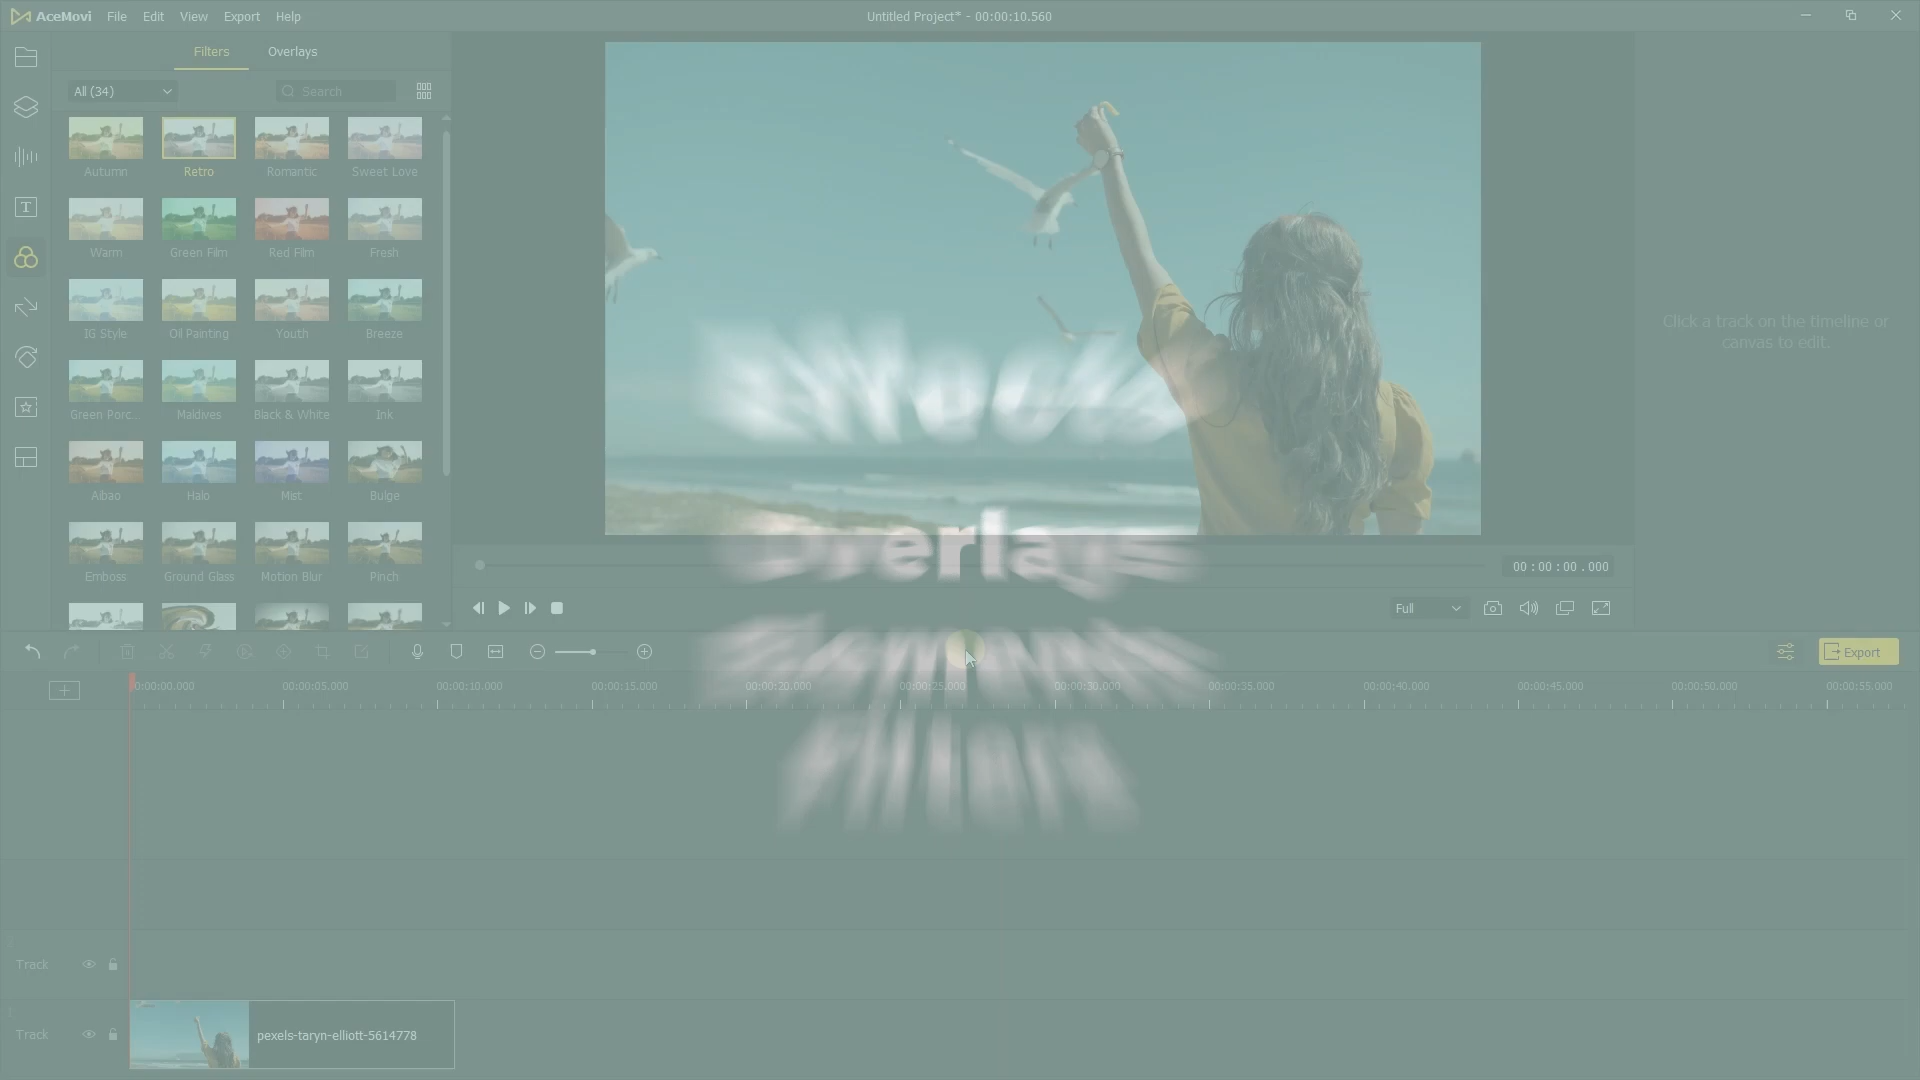 AceMovi File Edit View Export Help
Untitled Project* - 00:00:10.560
Filters Overlays
All (34) Search
Autumn Retro Romantic Sweet Love
Warm Green Film Red Film Fresh
IG Style Oil Painting Youth Breeze
Green Porc... Maldives Black & White Ink
Aibao Halo Mist Bulge
Emboss Ground Glass Motion Blur Pinch
Click a track on the timeline or
canvas to edit.
Overlays
00 : 00 : 00 . 000
Full
Export
0:00:00.000 00:00:05.000 00:00:10.000 00:00:15.000 00:00:20.000 00:00:25.000 00:00:30.000 00:00:35.000 00:00:40.000 00:00:45.000 00:00:50.000 00:00:55.000
Track
Track
pexels-taryn-elliott-5614778